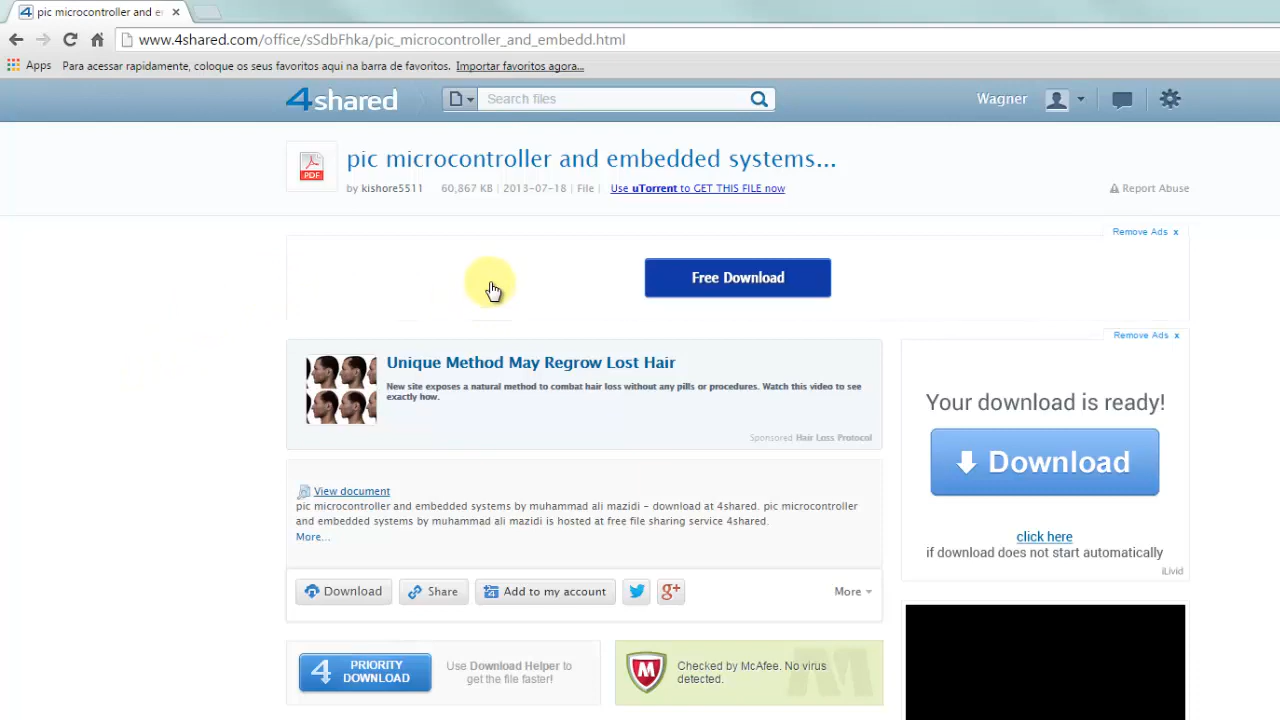 pic microcontroller and e
www.4shared.com/office/sSdbFhka/pic_microcontroller_and_embedd.html
Apps Para acessar rapidamente, coloque os seus favoritos aqui na barra de favoritos. Importar favoritos agora...
4shared Search files Wagner
pic microcontroller and embedded systems...
PDF by kishore5511 60,867 KB | 2013-07-18 | File | Use uTorrent to GET THIS FILE now Report Abuse
Remove Ads x
Free Download
Remove Ads x
Unique Method May Regrow Lost Hair
New site exposes a natural method to combat hair loss without any pills or procedures. Watch this video to see
exactly how.
Sponsored Hair Loss Protocol
Your download is ready!
Download
click here
if download does not start automatically
iLivid
View document
pic microcontroller and embedded systems by muhammad ali mazidi - download at 4shared. pic microcontroller
and embedded systems by muhammad ali mazidi is hosted at free file sharing service 4shared.
More...
Download Share Add to my account g+ More
4 PRIORITY
DOWNLOAD
Use Download Helper to
get the file faster!
Checked by McAfee. No virus
detected.